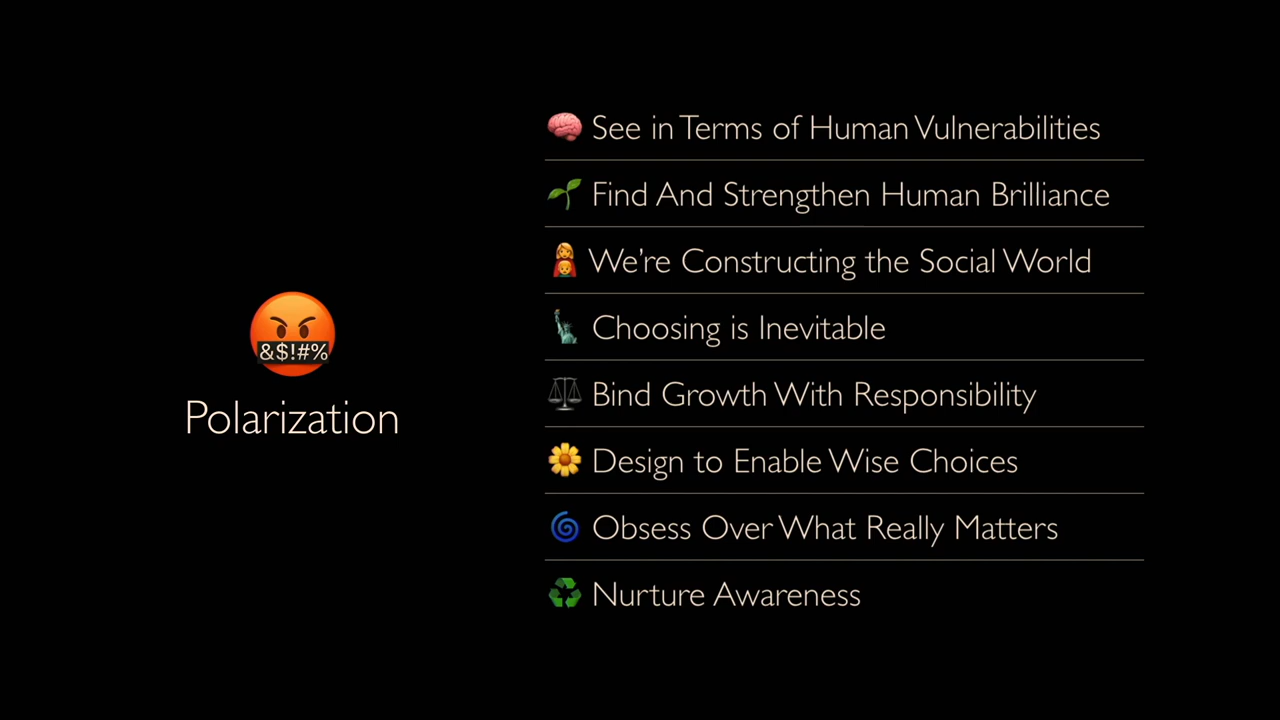 See in Terms of Human Vulnerabilities
Find And Strengthen Human Brilliance
We're Constructing the Social World
Choosing is Inevitable
&$!#%
Polarization
Bind Growth With Responsibility
Design to Enable Wise Choices
Obsess Over What Really Matters
Nurture Awareness